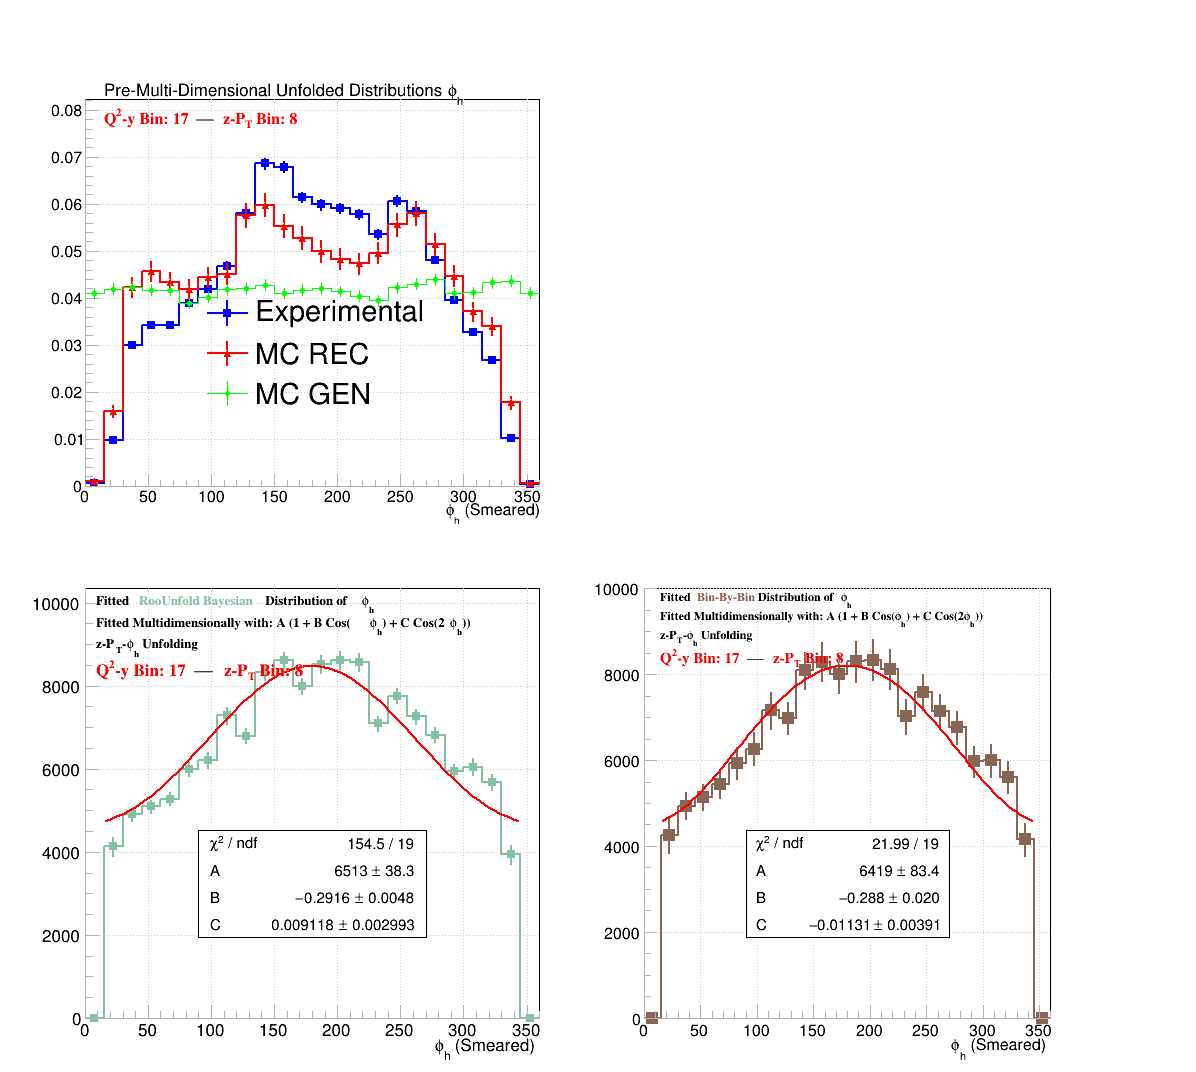 Pre-Multi-Dimensional Unfolded Distributions ϕh
Q2-y Bin: 17 — z-PT Bin: 8
0.08
0.07
0.06
0.05
0.04
0.03
0.02
0.01
0
Experimental
MC REC
MC GEN
0 50 100 150 200 250 300 350
ϕh (Smeared)
Fitted RooUnfold Bayesian Distribution of ϕh
Fitted Multidimensionally with: A (1 + B Cos( ϕh) + C Cos(2 ϕh))
z-PT-ϕh Unfolding
Q2-y Bin: 17 — z-PT Bin: 8
10000
8000
6000
4000
2000
0
χ2 / ndf 154.5 / 19
A 6513 ± 38.3
B −0.2916 ± 0.0048
C 0.009118 ± 0.002993
0 50 100 150 200 250 300 350
ϕh (Smeared)
Fitted Bin-By-Bin Distribution of ϕh
Fitted Multidimensionally with: A (1 + B Cos(ϕh) + C Cos(2ϕh))
z-PT-ϕh Unfolding
Q2-y Bin: 17 — z-PT Bin: 8
10000
8000
6000
4000
2000
0
χ2 / ndf 21.99 / 19
A 6419 ± 83.4
B −0.288 ± 0.020
C −0.01131 ± 0.00391
0 50 100 150 200 250 300 350
ϕh (Smeared)